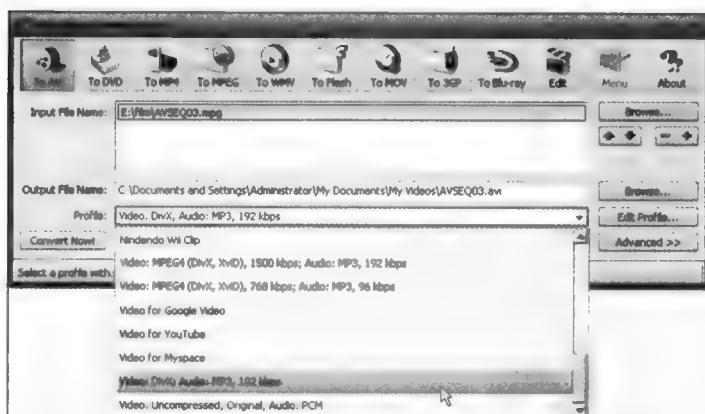 To AVI To DVD To MP4 To MPEG To WMV To Flash To MOV To 3GP To Blu-ray Edit Menu About
Input File Name: E:\film\AVSEQ03.mpg Browse...
Output File Name: C:\Documents and Settings\Administrator\My Documents\My Videos\AVSEQ03.avi Browse...
Profile: Video: DivX, Audio: MP3, 192 kbps Edit Profile...
Convert Now! Nintendo Wii Clip Advanced >>
Video: MPEG4 (DivX, XviD), 1500 kbps; Audio: MP3, 192 kbps
Select a profile with
Video: MPEG4 (DivX, XviD), 768 kbps; Audio: MP3, 96 kbps
Video for Google Video
Video for YouTube
Video for Myspace
Video: DivX, Audio: MP3, 192 kbps
Video: Uncompressed, Original, Audio: PCM